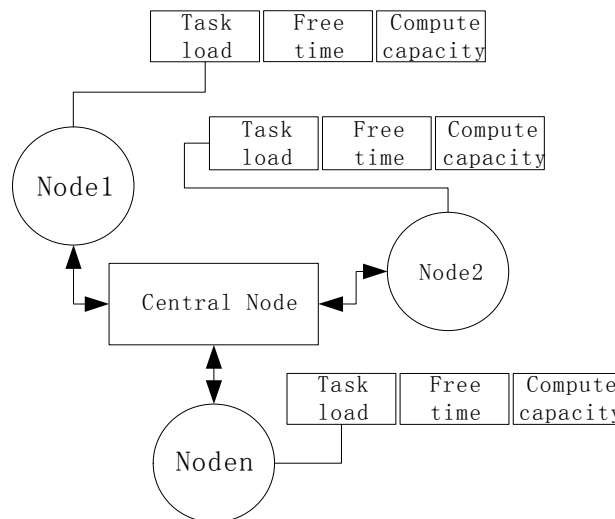 Task load
Free time
Compute capacity
Task load
Free time
Compute capacity
Node1
Node2
Central Node
Task load
Free time
Compute capacity
Noden